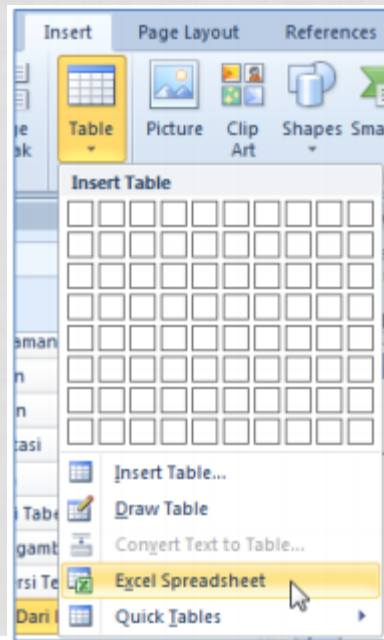 Insert Page Layout References
Table Picture Clip Art Shapes
Insert Table
Insert Table...
Draw Table
Convert Text to Table...
Excel Spreadsheet
Quick Tables